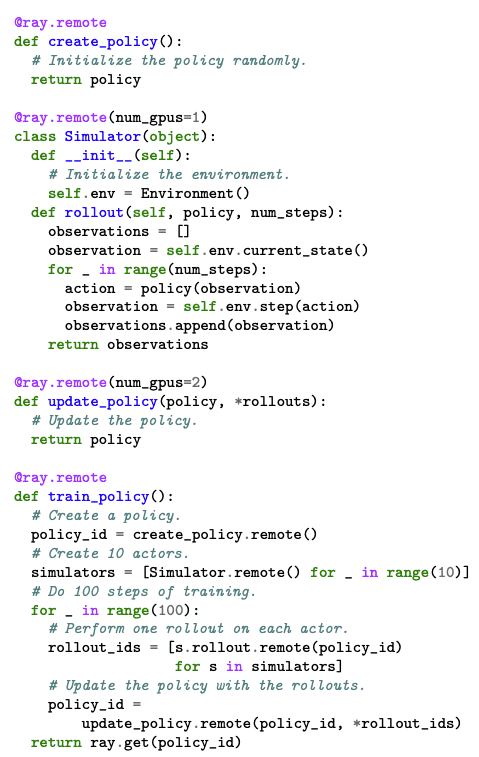 @ray.remote
def create_policy():
  # Initialize the policy randomly.
  return policy

@ray.remote(num_gpus=1)
class Simulator(object):
  def __init__(self):
    # Initialize the environment.
    self.env = Environment()
  def rollout(self, policy, num_steps):
    observations = []
    observation = self.env.current_state()
    for _ in range(num_steps):
      action = policy(observation)
      observation = self.env.step(action)
      observations.append(observation)
    return observations

@ray.remote(num_gpus=2)
def update_policy(policy, *rollouts):
  # Update the policy.
  return policy

@ray.remote
def train_policy():
  # Create a policy.
  policy_id = create_policy.remote()
  # Create 10 actors.
  simulators = [Simulator.remote() for _ in range(10)]
  # Do 100 steps of training.
  for _ in range(100):
    # Perform one rollout on each actor.
    rollout_ids = [s.rollout.remote(policy_id)
                   for s in simulators]
    # Update the policy with the rollouts.
    policy_id =
        update_policy.remote(policy_id, *rollout_ids)
  return ray.get(policy_id)